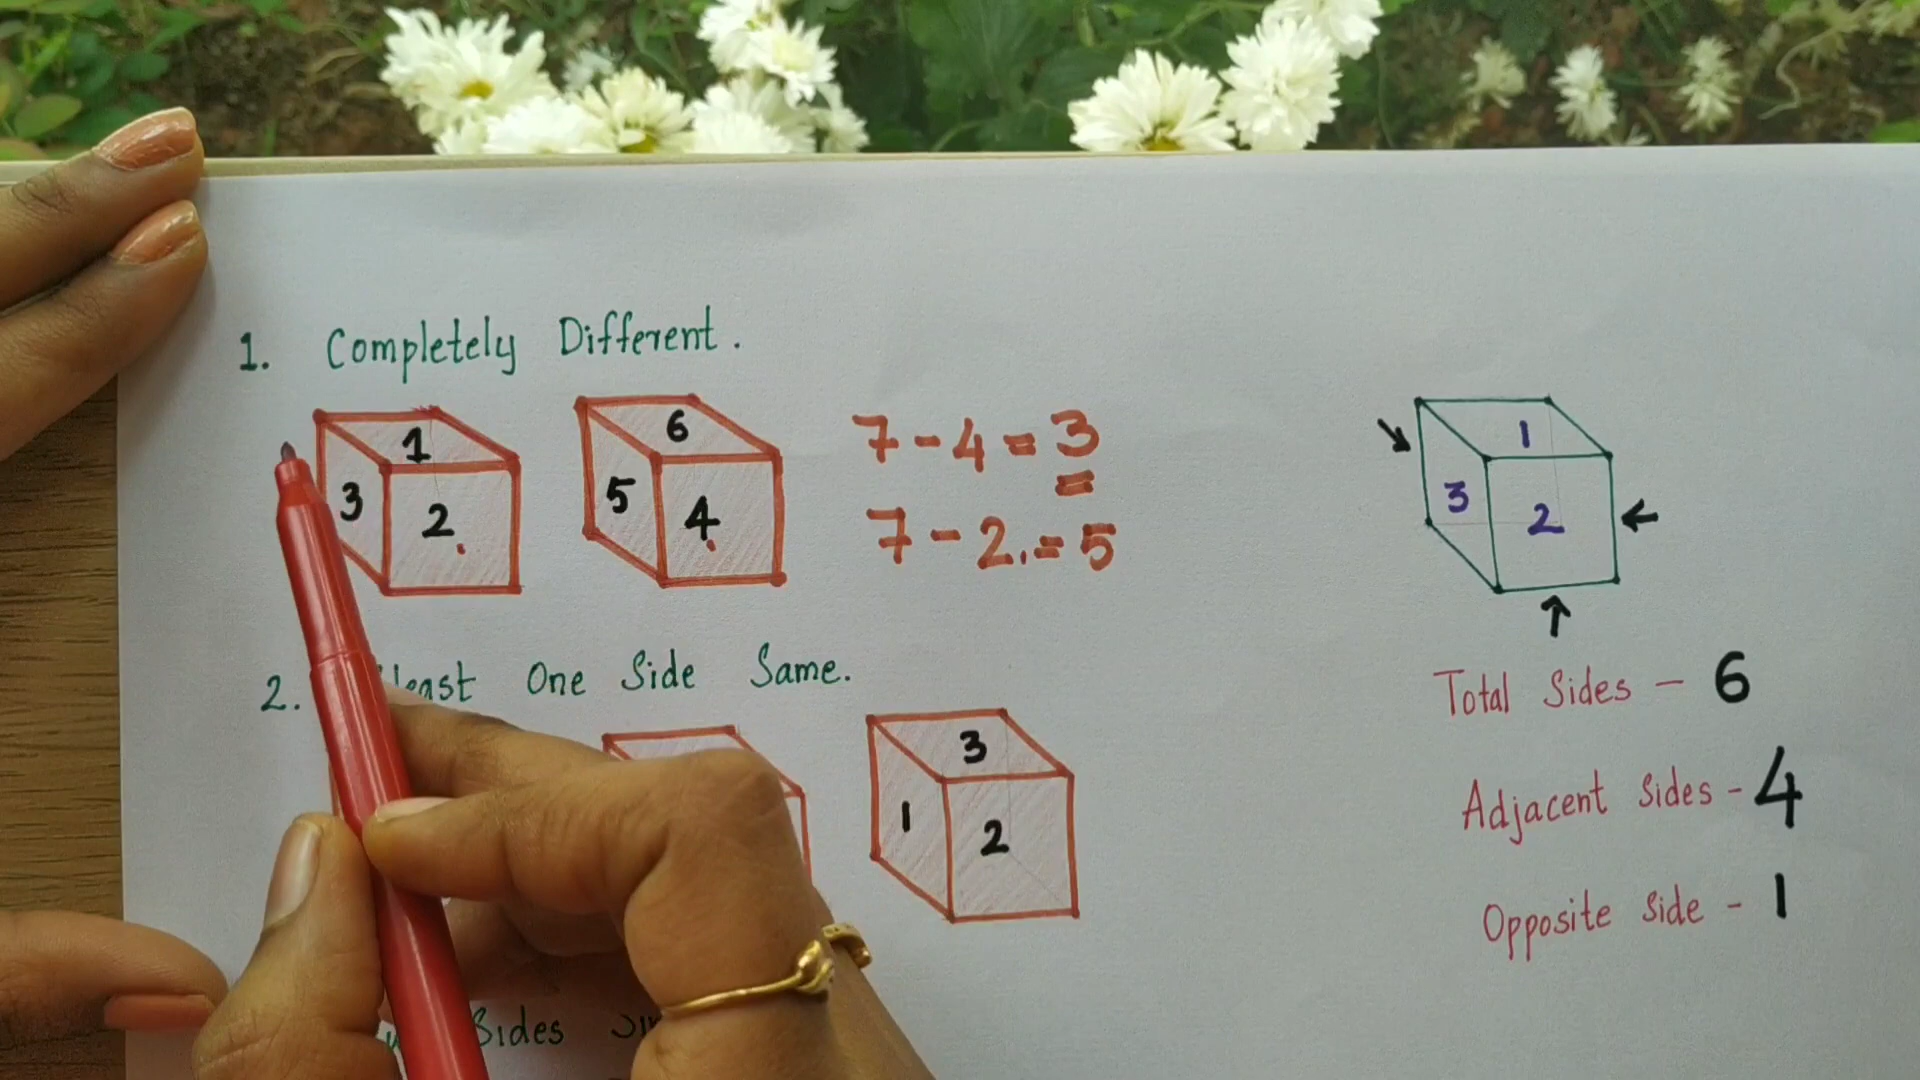 1. Completely Different.
1
3
2
6
5
4
7 - 4 = 3
7 - 2 = 5
2. least One Side Same.
3
1
2
Sides
1
3
2
Total Sides - 6
Adjacent Sides - 4
Opposite Side - 1